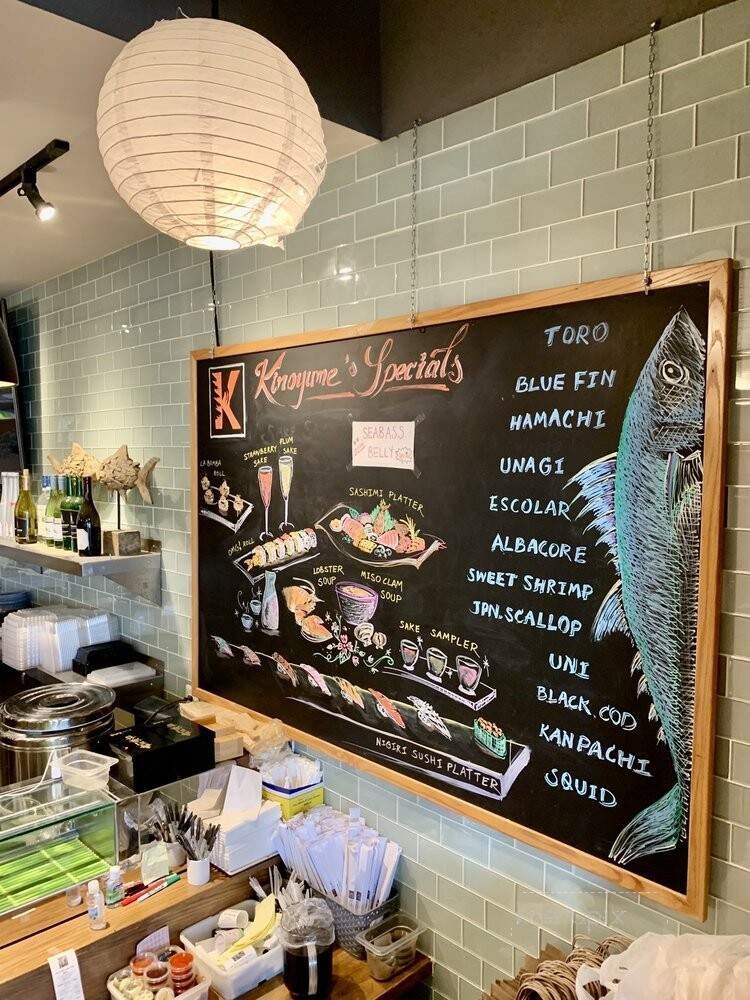 K
Kinoyume's Specials
SEABASS
BELLY
LA BOMBA
ROLL
STRAWBERRY
SAKE
PLUM
SAKE
SASHIMI PLATTER
OMG! ROLL
LOBSTER
SOUP
MISO CLAM
SOUP
SAKE SAMPLER
NIGIRI SUSHI PLATTER
TORO
BLUE FIN
HAMACHI
UNAGI
ESCOLAR
ALBACORE
SWEET SHRIMP
JPN.SCALLOP
UNI
BLACK.COD
KANPACHI
SQUID